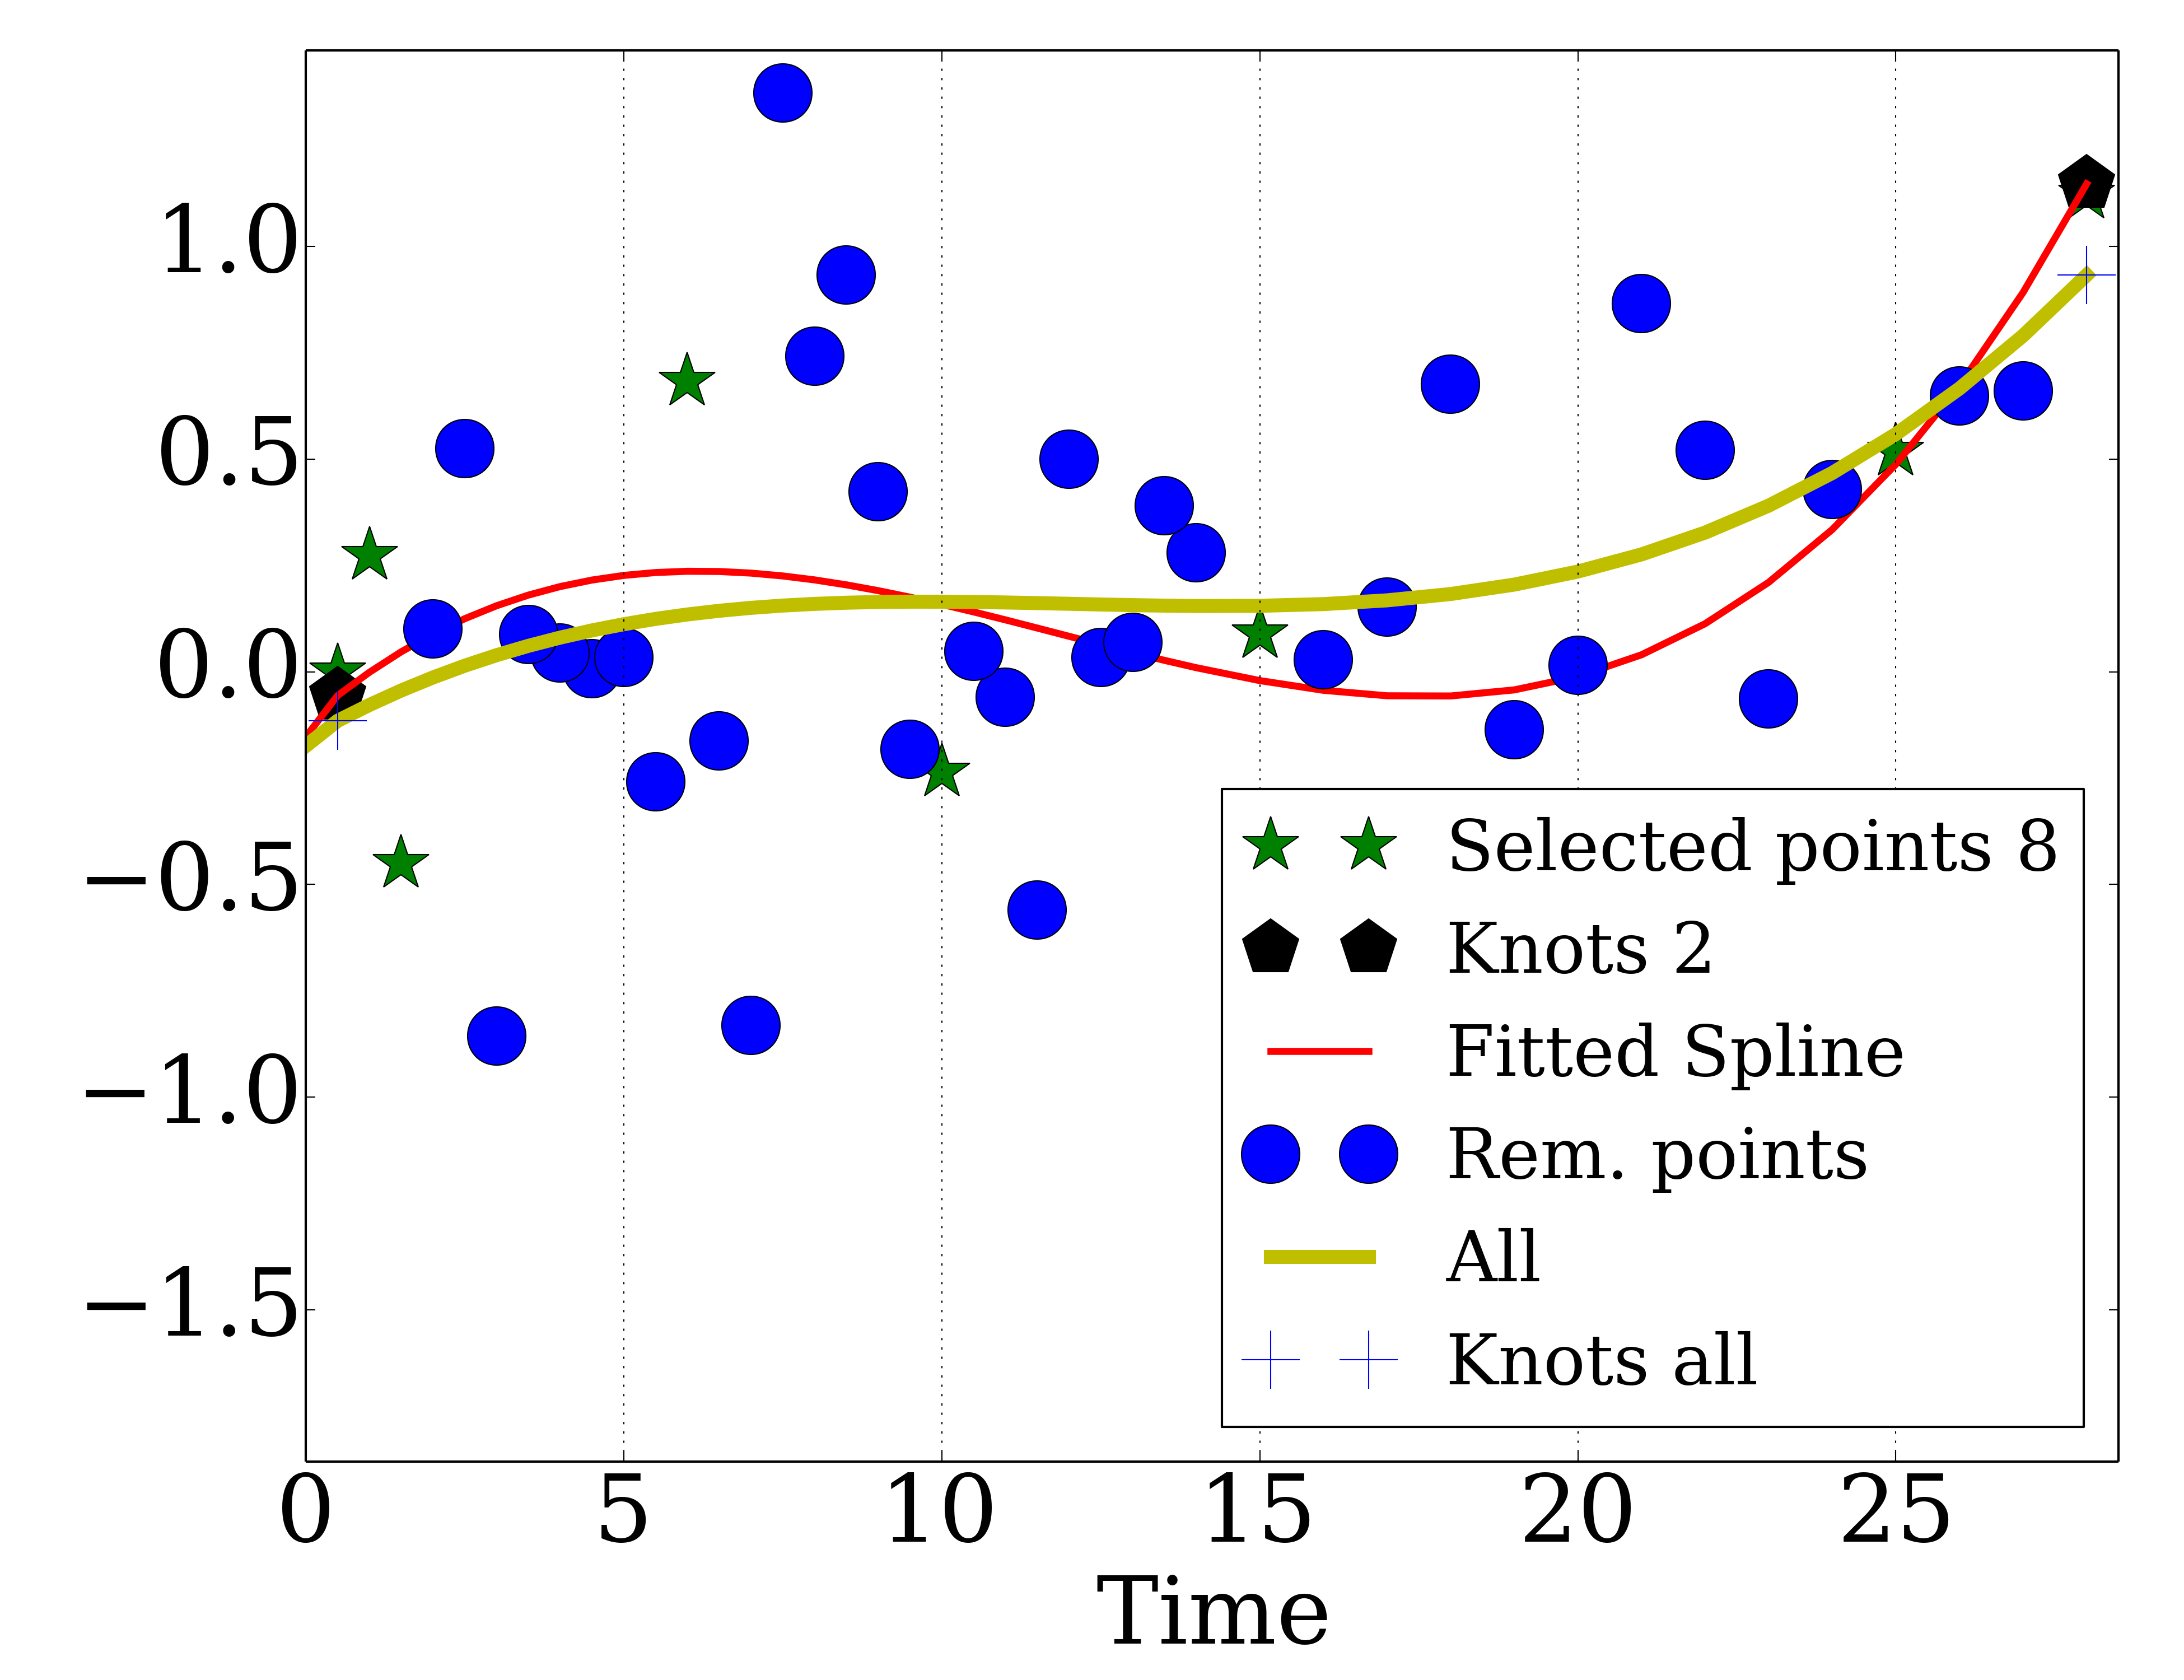 1.0
0.5
0.0
−0.5
−1.0
−1.5
0 5 10 15 20 25
Time
Selected points 8
Knots 2
Fitted Spline
Rem. points
All
Knots all